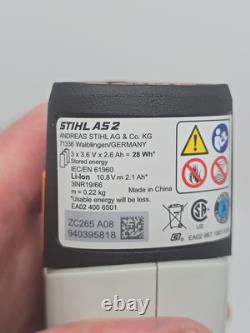 STIHL AS 2
ANDREAS STIHL AG & Co. KG
71336 Waiblingen/GERMANY
3 x 3,6 V x 2.6 Ah = 28 Wh*
Stored energy
IEC/EN 61960
Li-Ion 10,8 V ⎓ 2.1 Ah*
3INR19/66
m = 0.22 kg
*Usable energy will be less.
EA02 400 6501
Made in China
ZC265 A08
940395818
Li-Ion